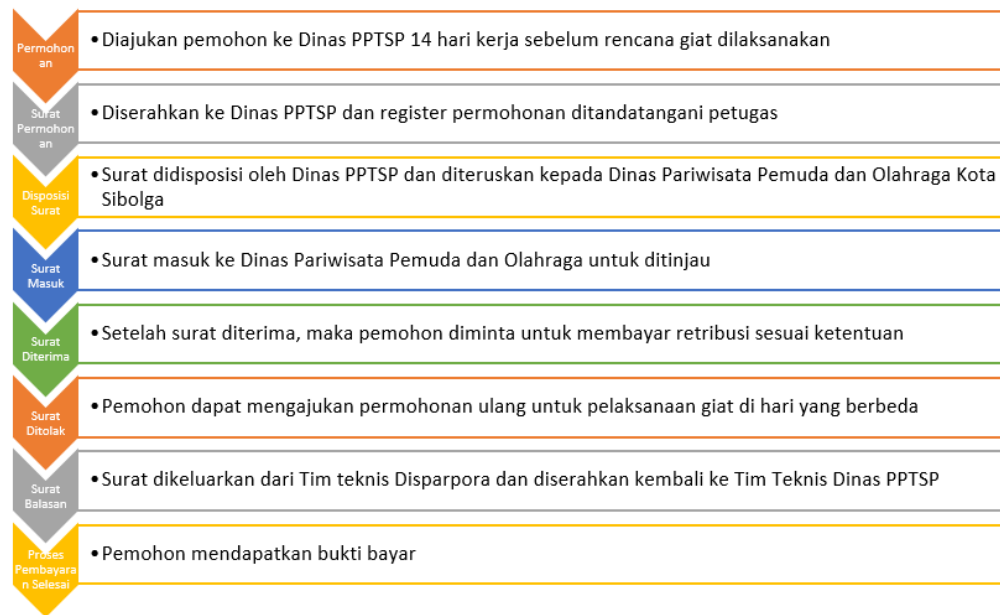 Permohon
an
• Diajukan pemohon ke Dinas PPTSP 14 hari kerja sebelum rencana giat dilaksanakan
Surat
Permohon
an
• Diserahkan ke Dinas PPTSP dan register permohonan ditandatangani petugas
Disposisi
Surat
• Surat didisposisi oleh Dinas PPTSP dan diteruskan kepada Dinas Pariwisata Pemuda dan Olahraga Kota
Sibolga
Surat
Masuk
• Surat masuk ke Dinas Pariwisata Pemuda dan Olahraga untuk ditinjau
Surat
Diterima
• Setelah surat diterima, maka pemohon diminta untuk membayar retribusi sesuai ketentuan
Surat
Ditolak
• Pemohon dapat mengajukan permohonan ulang untuk pelaksanaan giat di hari yang berbeda
Surat
Balasan
• Surat dikeluarkan dari Tim teknis Disparpora dan diserahkan kembali ke Tim Teknis Dinas PPTSP
Proses
Pembayara
n Selesai
• Pemohon mendapatkan bukti bayar